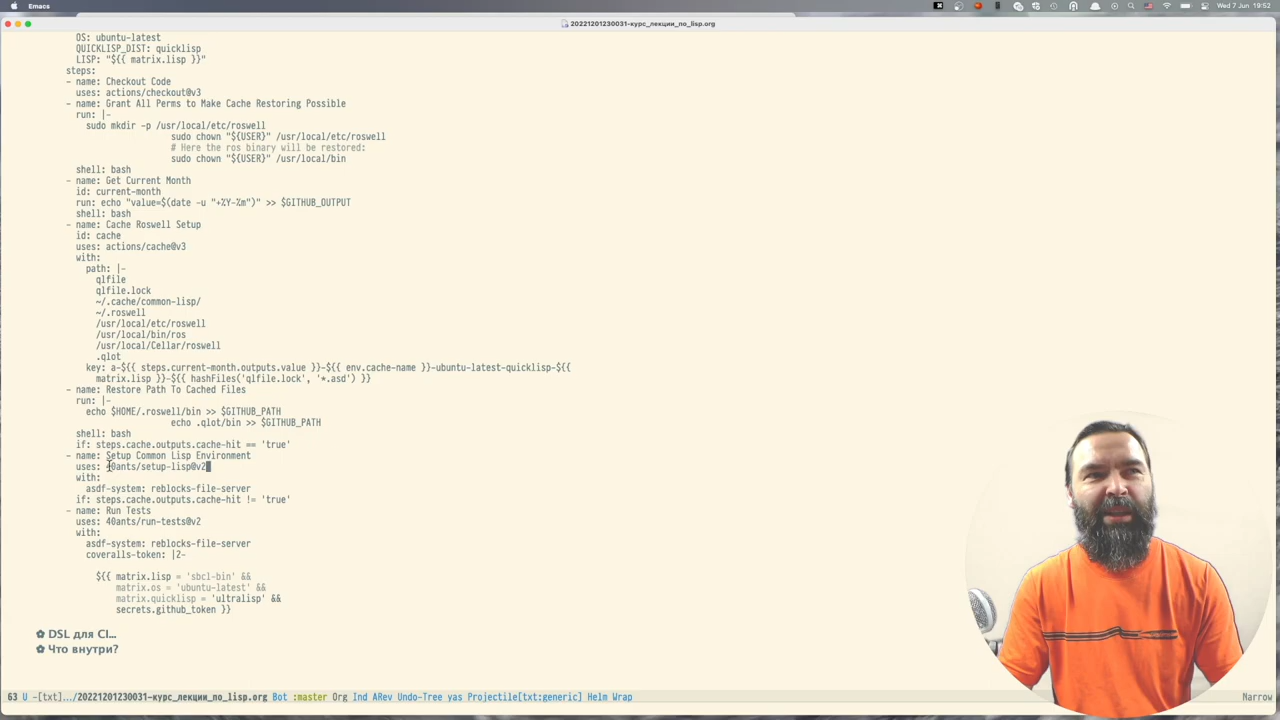 Emacs
Wed 7 Jun 19:52
20221201230031-курс_лекции_по_lisp.org
OS: ubuntu-latest
QUICKLISP_DIST: quicklisp
LISP: "${{ matrix.lisp }}"
steps:
- name: Checkout Code
uses: actions/checkout@v3
- name: Grant All Perms to Make Cache Restoring Possible
run: |-
sudo mkdir -p /usr/local/etc/roswell
sudo chown "${USER}" /usr/local/etc/roswell
# Here the ros binary will be restored:
sudo chown "${USER}" /usr/local/bin
shell: bash
- name: Get Current Month
id: current-month
run: echo "value=$(date -u "+%Y-%m")" >> $GITHUB_OUTPUT
shell: bash
- name: Cache Roswell Setup
id: cache
uses: actions/cache@v3
with:
path: |-
qlfile
qlfile.lock
~/.cache/common-lisp/
~/.roswell
/usr/local/etc/roswell
/usr/local/bin/ros
/usr/local/Cellar/roswell
.qlot
key: a-${{ steps.current-month.outputs.value }}-${{ env.cache-name }}-ubuntu-latest-quicklisp-${{
matrix.lisp }}-${{ hashFiles('qlfile.lock', '*.asd') }}
- name: Restore Path To Cached Files
run: |-
echo $HOME/.roswell/bin >> $GITHUB_PATH
echo .qlot/bin >> $GITHUB_PATH
shell: bash
if: steps.cache.outputs.cache-hit == 'true'
- name: Setup Common Lisp Environment
uses: 40ants/setup-lisp@v2
with:
asdf-system: reblocks-file-server
if: steps.cache.outputs.cache-hit != 'true'
- name: Run Tests
uses: 40ants/run-tests@v2
with:
asdf-system: reblocks-file-server
coveralls-token: |2-
${{ matrix.lisp = 'sbcl-bin' &&
matrix.os = 'ubuntu-latest' &&
matrix.quicklisp = 'ultralisp' &&
secrets.github_token }}
✿ DSL для CI...
✿ Что внутри?
63 U -[txt].../20221201230031-курс_лекции_по_lisp.org Bot :master Org Ind ARev Undo-Tree yas Projectile[txt:generic] Helm Wrap
Narrow